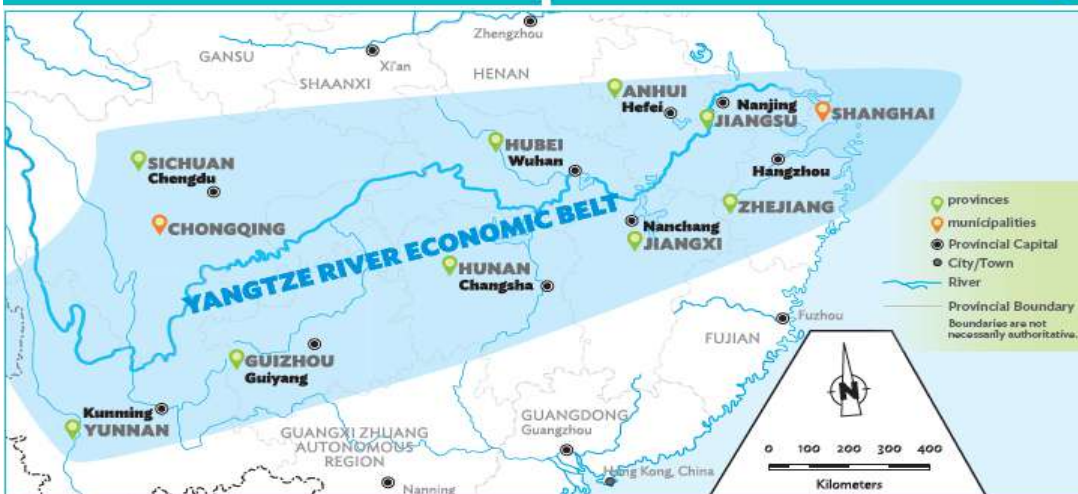 Zhengzhou
GANSU
Xi'an
SHAANXI
HENAN
ANHUI
Hefei
Nanjing
JIANGSU
SHANGHAI
HUBEI
Wuhan
SICHUAN
Chengdu
Hangzhou
CHONGQING
ZHEJIANG
Nanchang
JIANGXI
YANGTZE RIVER ECONOMIC BELT
HUNAN
Changsha
GUIZHOU
Guiyang
Kunming
YUNNAN
Fuzhou
FUJIAN
GUANGXI ZHUANG
AUTONOMOUS
REGION
GUANGDONG
Guangzhou
Hong Kong, China
Nanning
provinces
municipalities
Provincial Capital
City/Town
River
Provincial Boundary
Boundaries are not
necessarily authoritative.
N
0 100 200 300 400
Kilometers